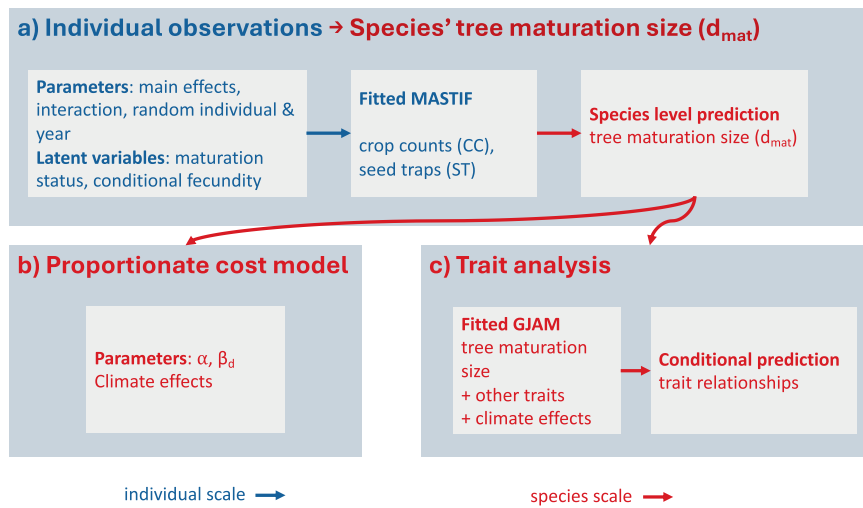 a) Individual observations → Species' tree maturation size (dmat)
Parameters: main effects,
interaction, random individual &
year
Latent variables: maturation
status, conditional fecundity
Fitted MASTIF
crop counts (CC),
seed traps (ST)
Species level prediction
tree maturation size (dmat)
b) Proportionate cost model
Parameters: α, βd
Climate effects
c) Trait analysis
Fitted GJAM
tree maturation
size
+ other traits
+ climate effects
Conditional prediction
trait relationships
individual scale
species scale